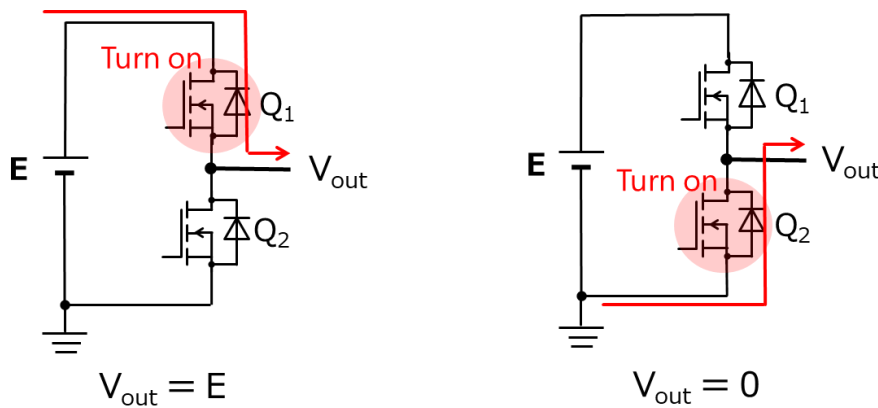 Turn on
Q1
E
Vout
Q2
Vout = E
Q1
E
Vout
Turn on
Q2
Vout = 0